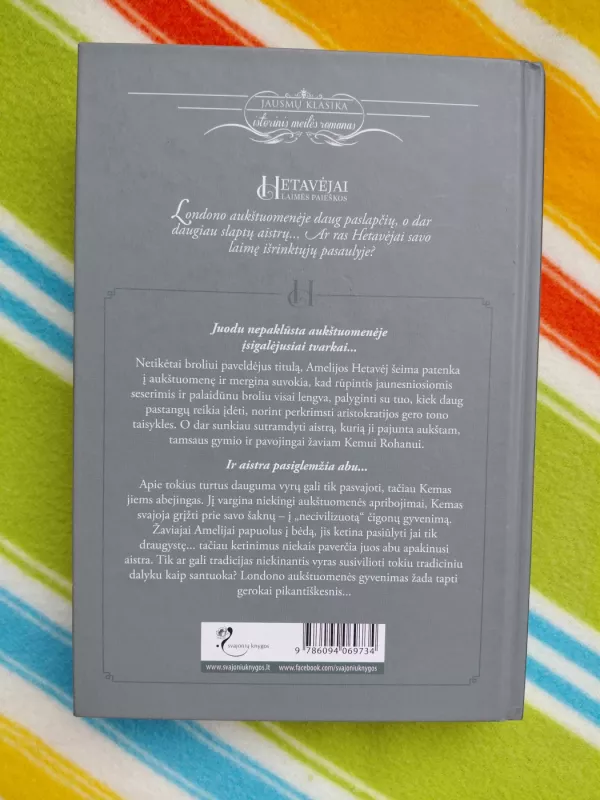 JAUSMŲ KLASIKA
istorinis meilės romanas
HETAVĖJAI
LAIMĖS PAIEŠKOS
Londono aukštuomenėje daug paslapčių, o dar
daugiau slaptų aistrų... Ar ras Hetavėjai savo
laimę išrinktųjų pasaulyje?
H
Juodu nepaklūsta aukštuomenėje
įsigalėjusiai tvarkai...
Netikėtai broliui paveldėjus titulą, Amelijos Hetavėj šeima patenka
į aukštuomenę ir mergina suvokia, kad rūpintis jaunesniosiomis
seserimis ir palaidūnu broliu visai lengva, palyginti su tuo, kiek daug
pastangų reikia įdėti, norint perkrimsti aristokratijos gero tono
taisykles. O dar sunkiau sutramdyti aistrą, kurią ji pajunta aukštam,
tamsaus gymio ir pavojingai žaviam Kemui Rohanui.
Ir aistra pasiglemžia abu...
Apie tokius turtus dauguma vyrų gali tik pasvajoti, tačiau Kemas
jiems abejingas. Jį vargina niekingi aukštuomenės apribojimai, Kemas
svajoja grįžti prie savo šaknų – į „necivilizuotą“ čigonų gyvenimą.
Žaviajai Amelijai papuolus į bėdą, jis ketina pasiūlyti jai tik
draugystę... tačiau ketinimus niekais paverčia juos abu apakinusi
aistra. Tik ar gali tradicijas niekinantis vyras susivilioti tokiu tradiciniu
dalyku kaip santuoka? Londono aukštuomenės gyvenimas žada tapti
gerokai pikantiškesnis...
svajonių knygos
9 786094 069734
www.svajoniuknygos.lt
www.facebook.com/svajoniuknygos